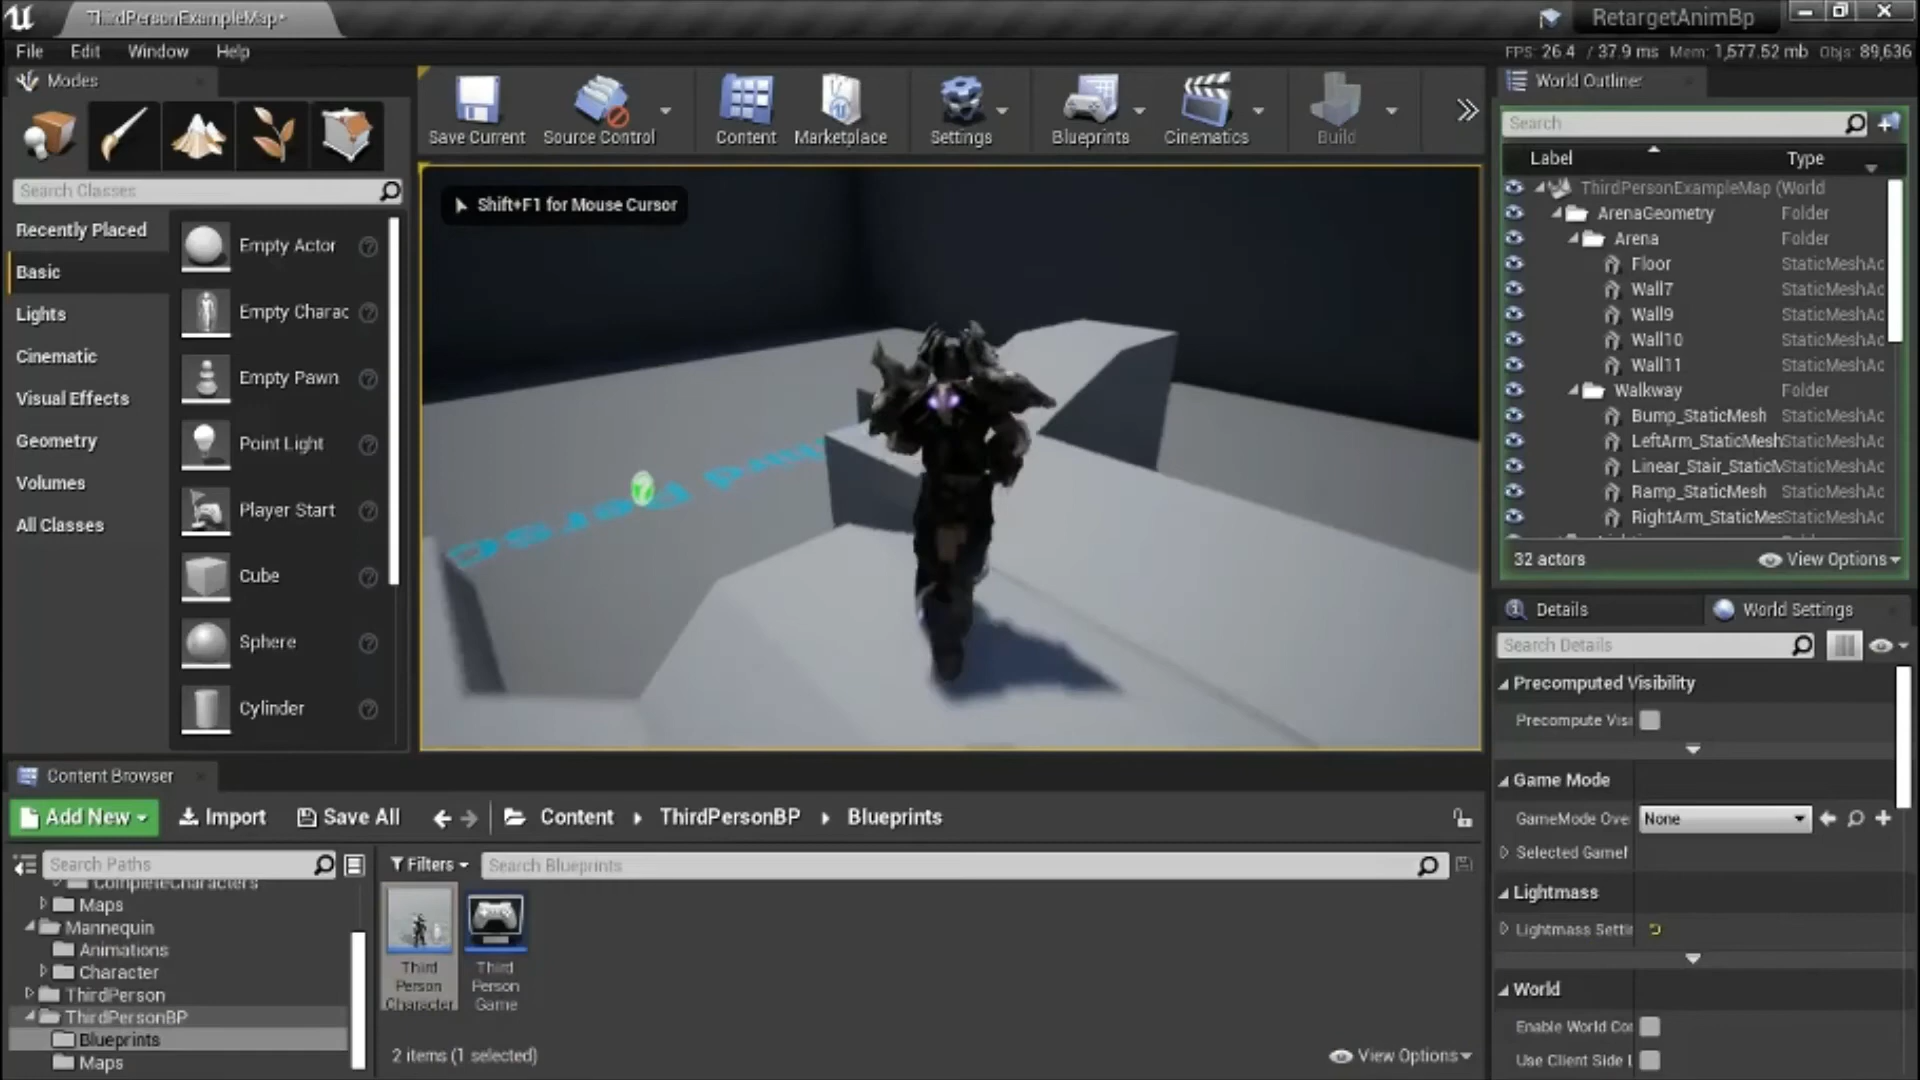 ThirdPersonExampleMap*
RetargetAnimBp
File Edit Window Help
FPS: 26.4 / 37.9 ms Mem: 1,577.52 mb Objs: 89,636
Modes
Search Classes
Recently Placed
Basic
Lights
Cinematic
Visual Effects
Geometry
Volumes
All Classes
Empty Actor
Empty Charac
Empty Pawn
Point Light
Player Start
Cube
Sphere
Cylinder
Save Current
Source Control
Content
Marketplace
Settings
Blueprints
Cinematics
Build
Shift+F1 for Mouse Cursor
World Outliner
Search
Label Type
ThirdPersonExampleMap (World
ArenaGeometry Folder
Arena Folder
Floor StaticMeshAc
Wall7 StaticMeshAc
Wall9 StaticMeshAc
Wall10 StaticMeshAc
Wall11 StaticMeshAc
Walkway Folder
Bump_StaticMesh StaticMeshAc
LeftArm_StaticMesh StaticMeshAc
Linear_Stair_StaticM StaticMeshAc
Ramp_StaticMesh StaticMeshAc
RightArm_StaticMes StaticMeshAc
32 actors View Options
Details World Settings
Search Details
Precomputed Visibility
Precompute Visi
Game Mode
GameMode Ove None
Selected GameI
Lightmass
Lightmass Setti
World
Enable World Cor
Use Client Side L
Content Browser
Add New Import Save All Content ThirdPersonBP Blueprints
Search Paths
CompleteCharacters
Maps
Mannequin
Animations
Character
ThirdPerson
ThirdPersonBP
Blueprints
Maps
Filters Search Blueprints
Third Person Character
Third Person Game
2 items (1 selected) View Options